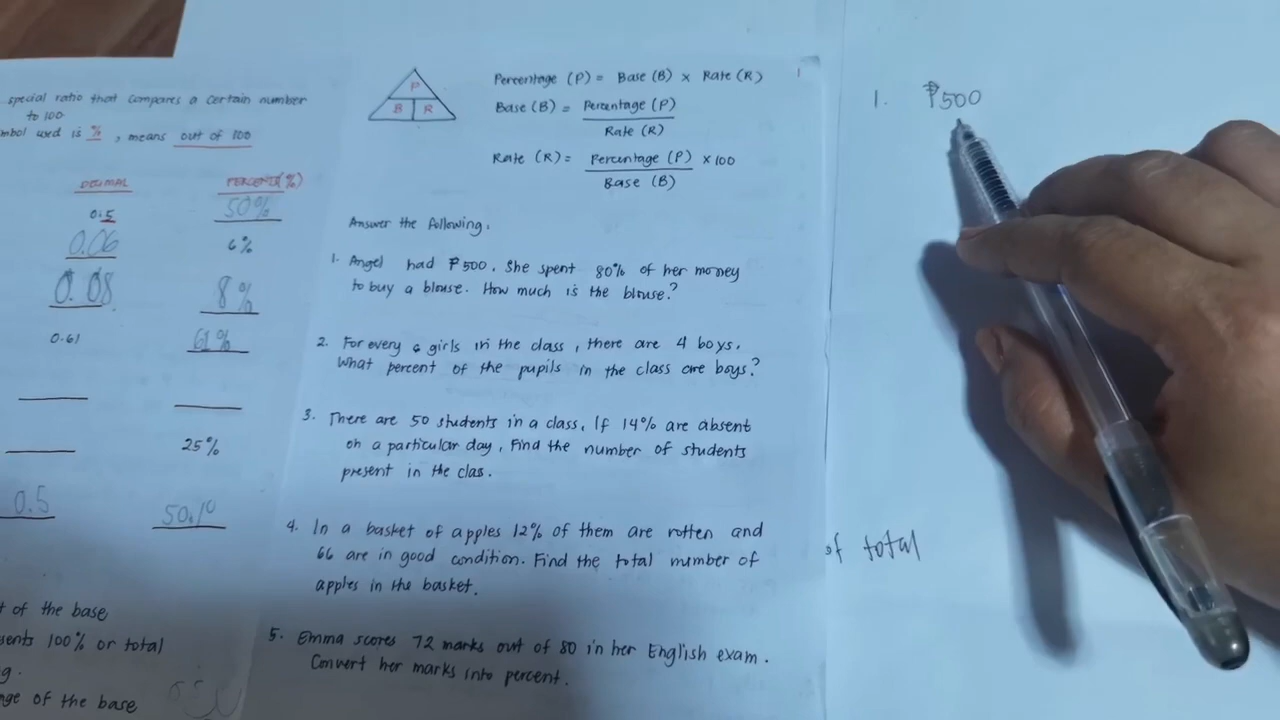 special ratio that compares a certain number
to 100
mbol used is %, means out of 100
DECIMAL PERCENT(%)
0.5 50%
0.06 6%
0.08 8%
0.61 61%
25%
0.5 50%
t of the base
sents 100% or total
g.
nge of the base
P
B R
Percentage (P) = Base (B) × Rate (R)
Base (B) = Percentage (P)
Rate (R)
Rate (R) = Percentage (P) × 100
Base (B)
Answer the following.
1. Angel had ₱500. She spent 80% of her money
to buy a blouse. How much is the blouse?
2. For every 6 girls in the class, there are 4 boys.
What percent of the pupils in the class are boys?
3. There are 50 students in a class, If 14% are absent
on a particular day, Find the number of students
present in the clas.
4. In a basket of apples 12% of them are rotten and
66 are in good condition. Find the total number of
apples in the basket.
5. Emma scores 72 marks out of 80 in her English exam.
Convert her marks into percent.
1. ₱500
of total